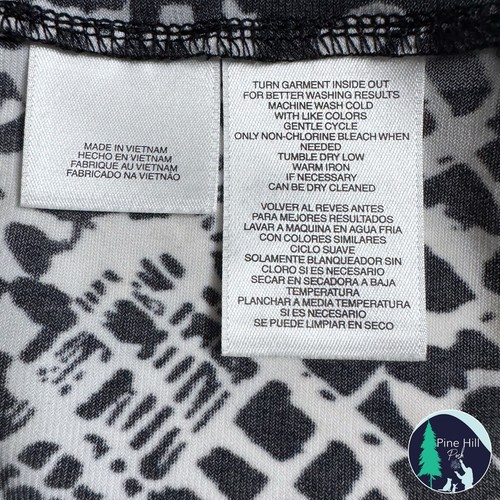 MADE IN VIETNAM
HECHO EN VIETNAM
FABRIQUE AU VIETNAM
FABRICADO NA VIETNÃO
TURN GARMENT INSIDE OUT
FOR BETTER WASHING RESULTS
MACHINE WASH COLD
WITH LIKE COLORS
GENTLE CYCLE
ONLY NON-CHLORINE BLEACH WHEN
NEEDED
TUMBLE DRY LOW
WARM IRON
IF NECESSARY
CAN BE DRY CLEANED
VOLVER AL REVES ANTES
PARA MEJORES RESULTADOS
LAVAR A MAQUINA EN AGUA FRIA
CON COLORES SIMILARES
CICLO SUAVE
SOLAMENTE BLANQUEADOR SIN
CLORO SI ES NECESARIO
SECAR EN SECADORA A BAJA
TEMPERATURA
PLANCHAR A MEDIA TEMPERATURA
SI ES NECESARIO
SE PUEDE LIMPIAR EN SECO
Pine Hill